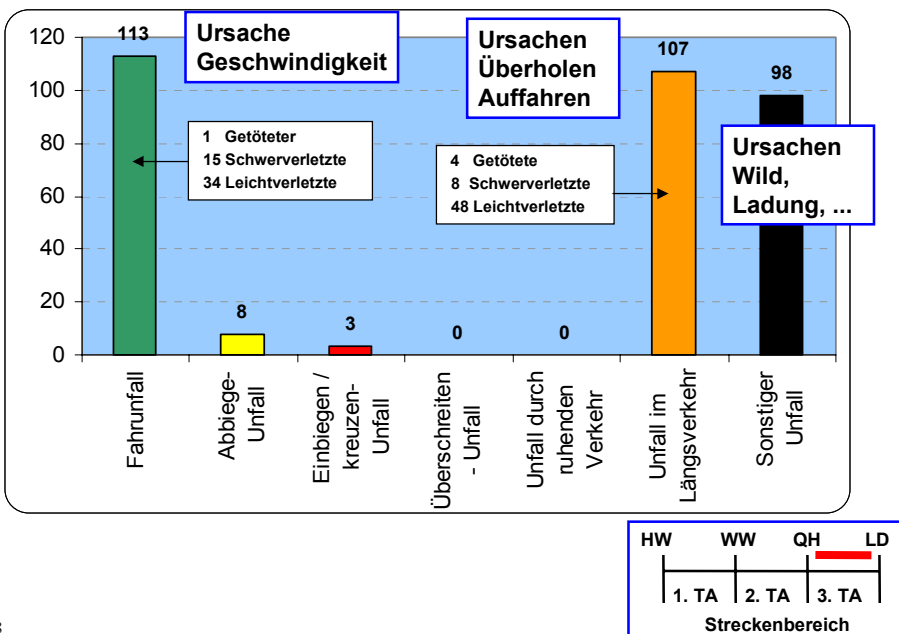 120
100
80
60
40
20
0
113
8
3
0
0
107
98
Ursache
Geschwindigkeit
Ursachen
Überholen
Auffahren
Ursachen
Wild,
Ladung, ...
1 Getöteter
15 Schwerverletzte
34 Leichtverletzte
4 Getötete
8 Schwerverletzte
48 Leichtverletzte
Fahrunfall
Abbiege-
Unfall
Einbiegen /
kreuzen-
Unfall
Überschreiten
- Unfall
Unfall durch
ruhenden
Verkehr
Unfall im
Längsverkehr
Sonstiger
Unfall
HW WW QH LD
1. TA 2. TA 3. TA
Streckenbereich